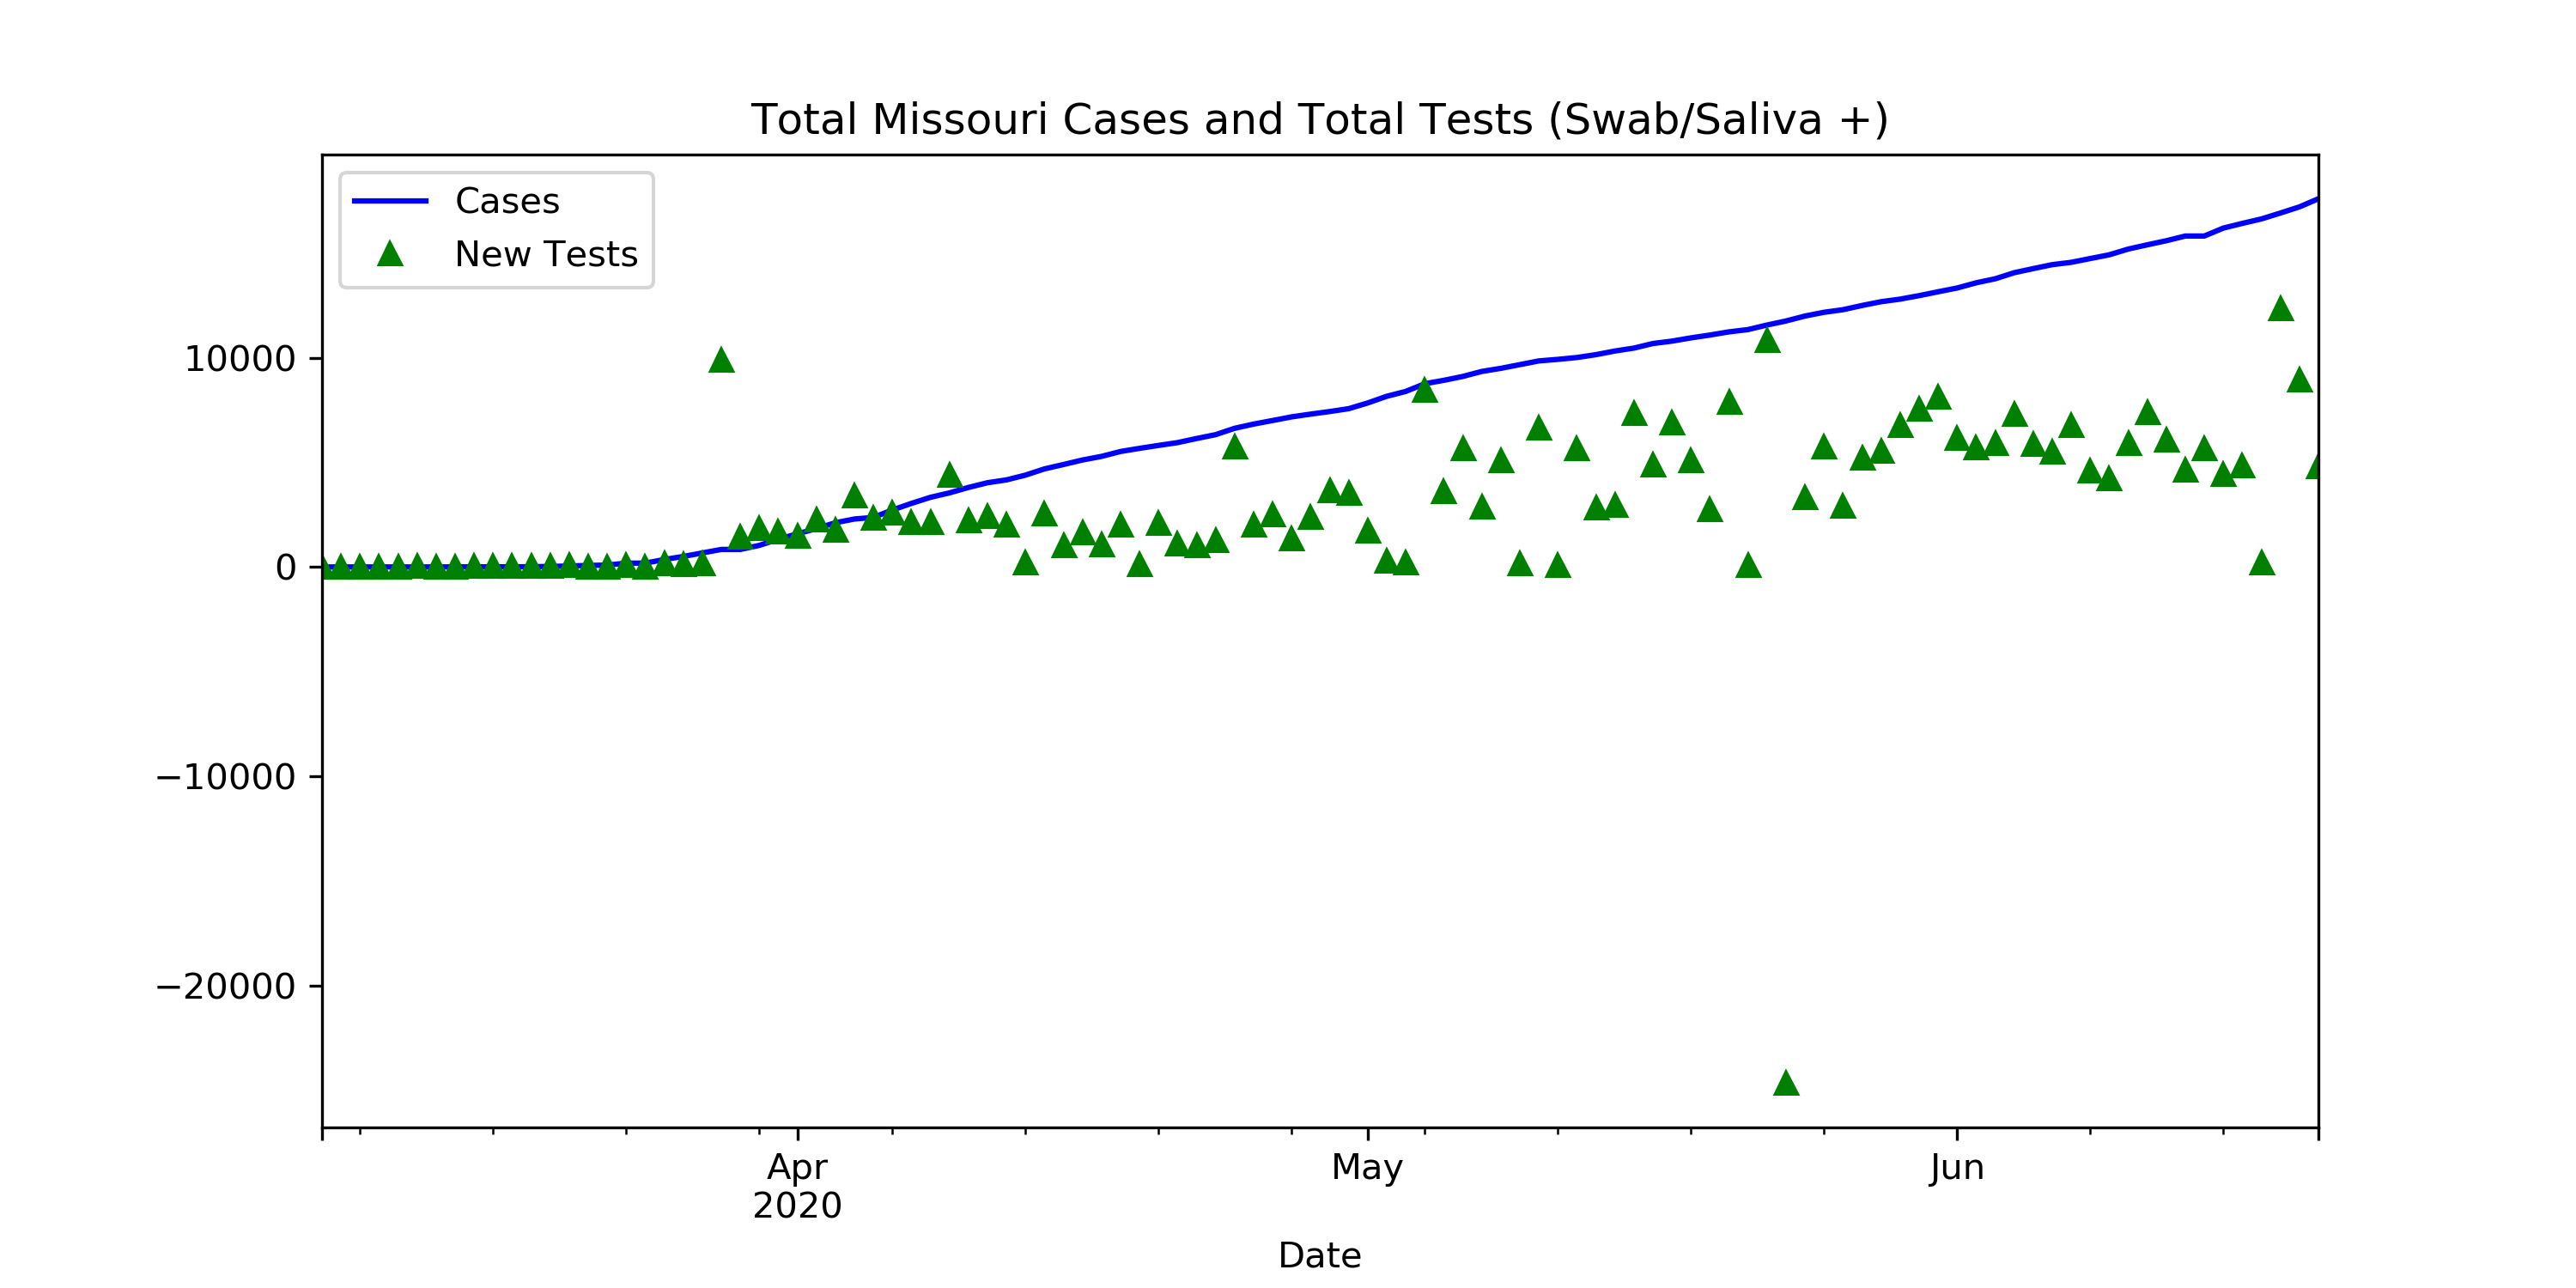 Total Missouri Cases and Total Tests (Swab/Saliva +)
Cases
New Tests
10000
0
−10000
−20000
Apr
2020
May
Jun
Date